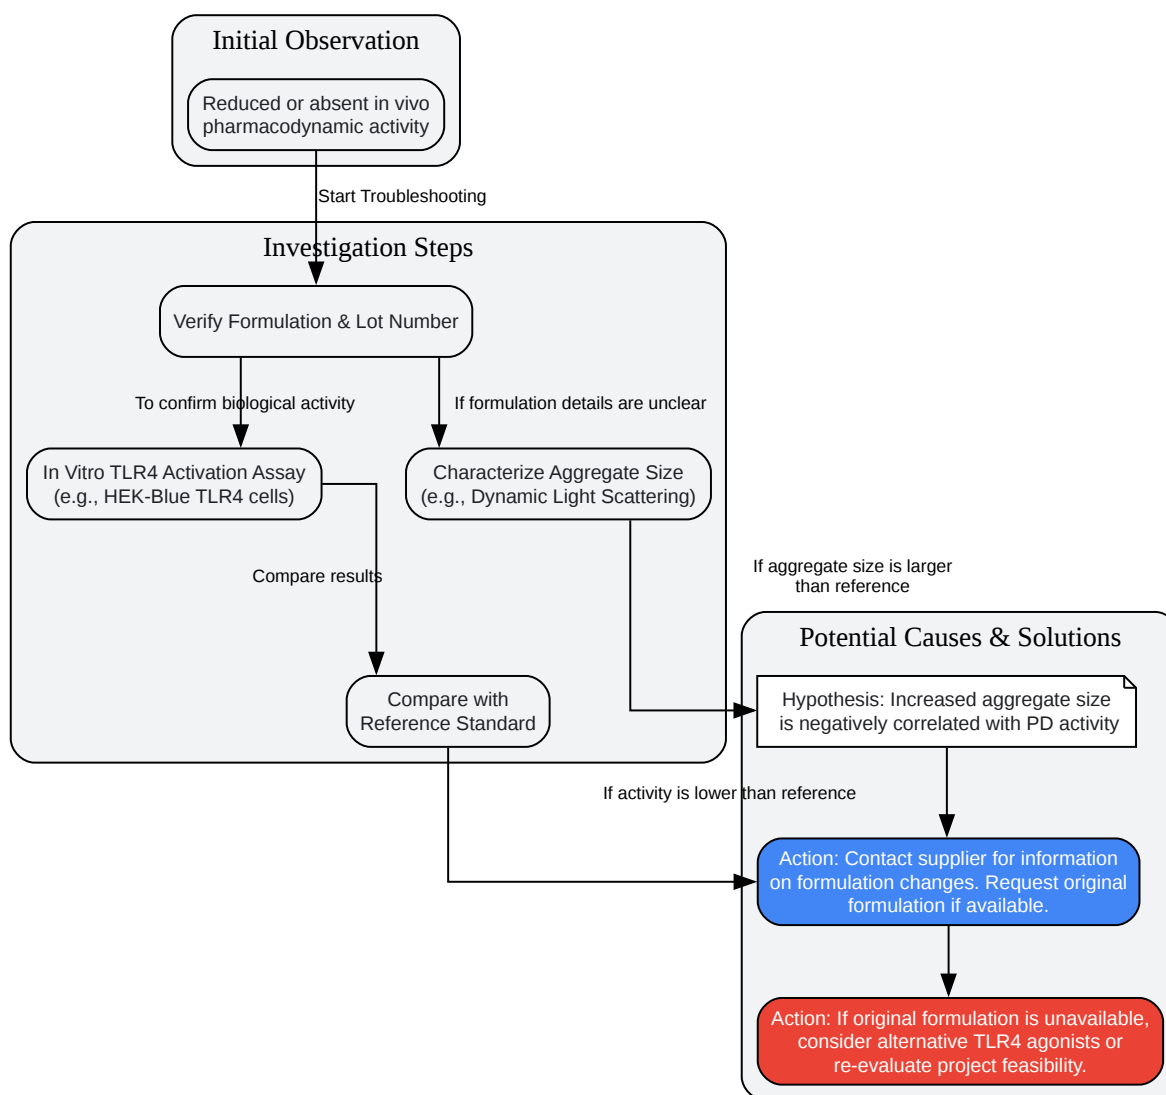 Initial Observation
Reduced or absent in vivo
pharmacodynamic activity
Start Troubleshooting
Investigation Steps
Verify Formulation & Lot Number
To confirm biological activity
If formulation details are unclear
In Vitro TLR4 Activation Assay
(e.g., HEK-Blue TLR4 cells)
Characterize Aggregate Size
(e.g., Dynamic Light Scattering)
Compare results
If aggregate size is larger
than reference
Potential Causes & Solutions
Compare with
Reference Standard
Hypothesis: Increased aggregate size
is negatively correlated with PD activity
If activity is lower than reference
Action: Contact supplier for information
on formulation changes. Request original
formulation if available.
Action: If original formulation is unavailable,
consider alternative TLR4 agonists or
re-evaluate project feasibility.